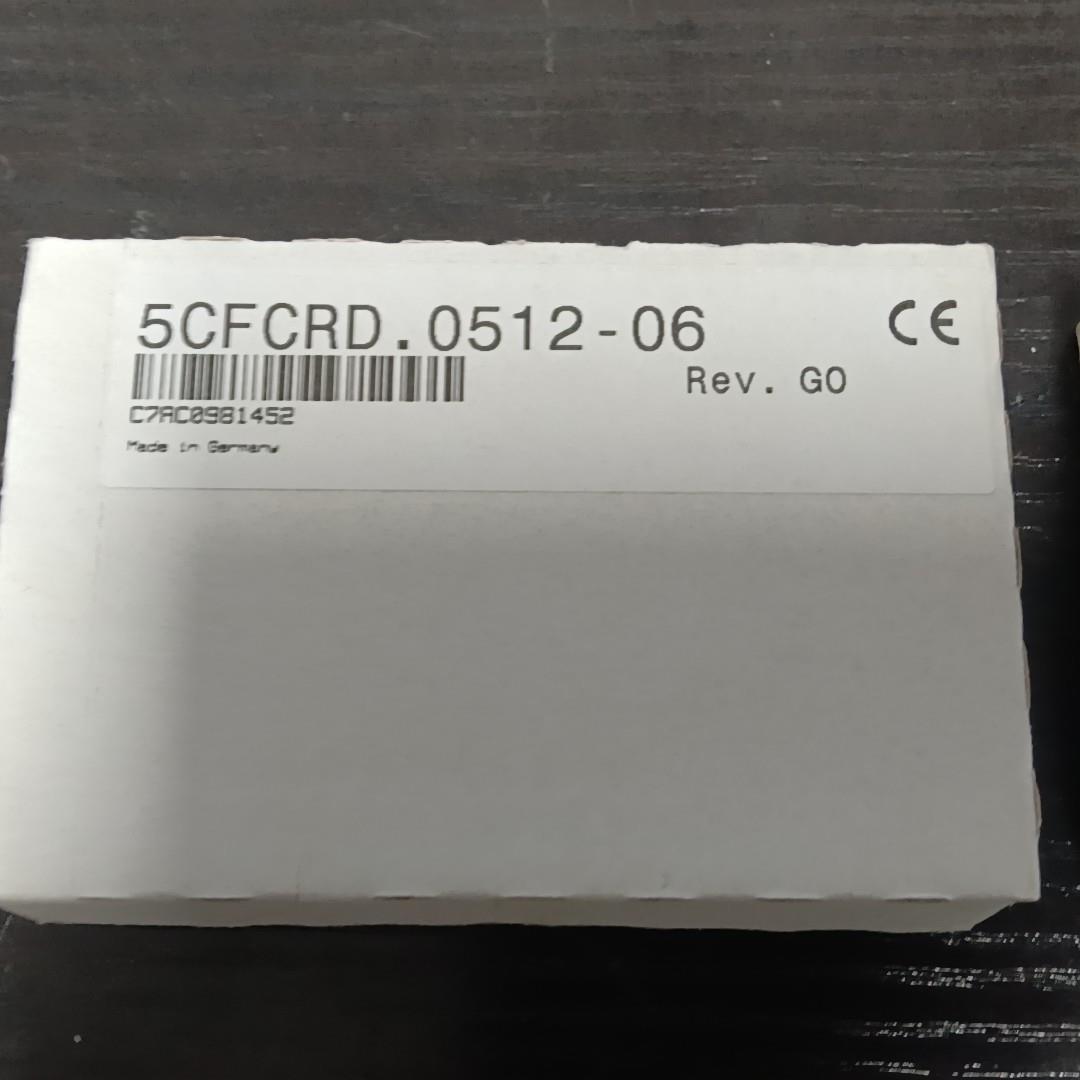 5CFCRD.0512-06
CE
Rev. G0
C7AC0981452
Made in Germany